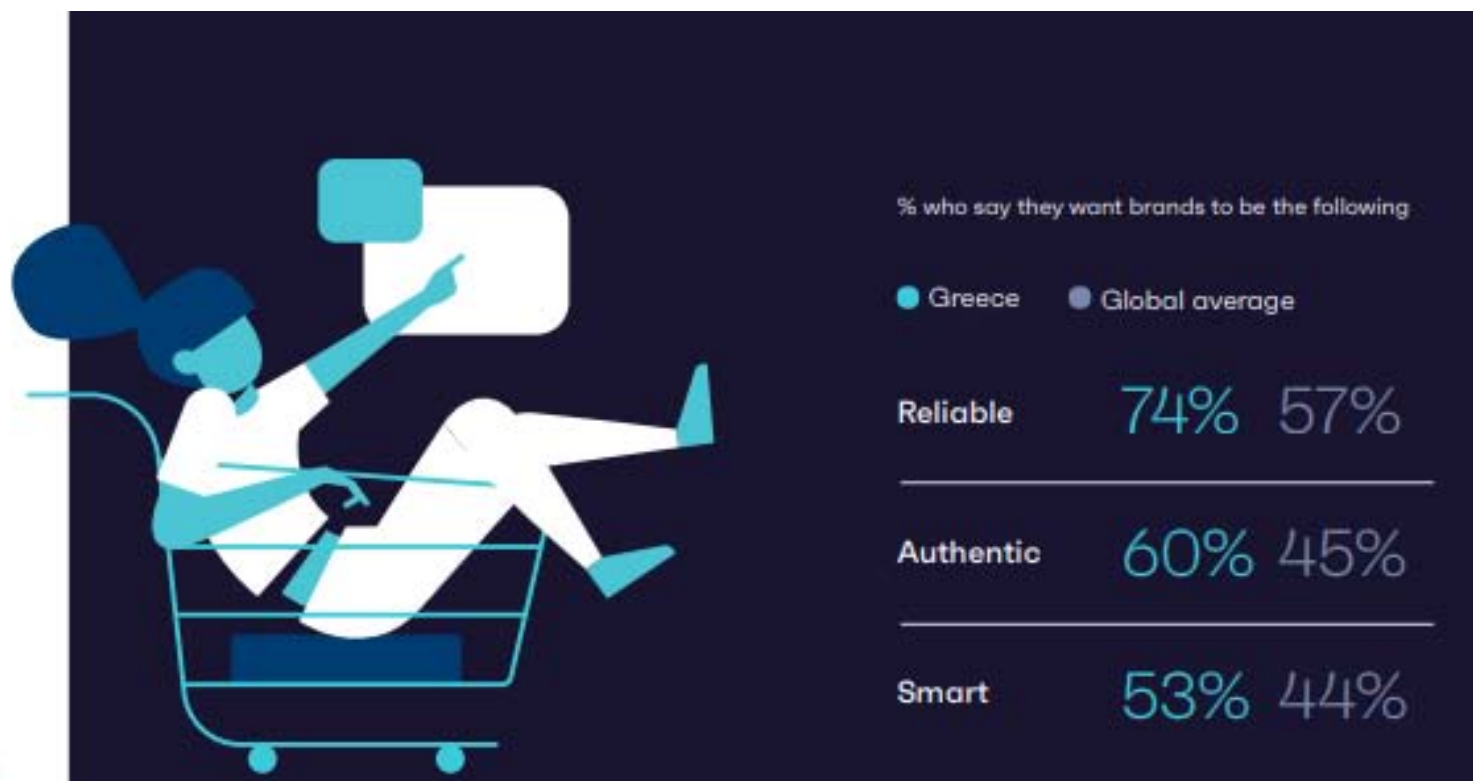 % who say they want brands to be the following
Greece Global average
Reliable 74% 57%
Authentic 60% 45%
Smart 53% 44%